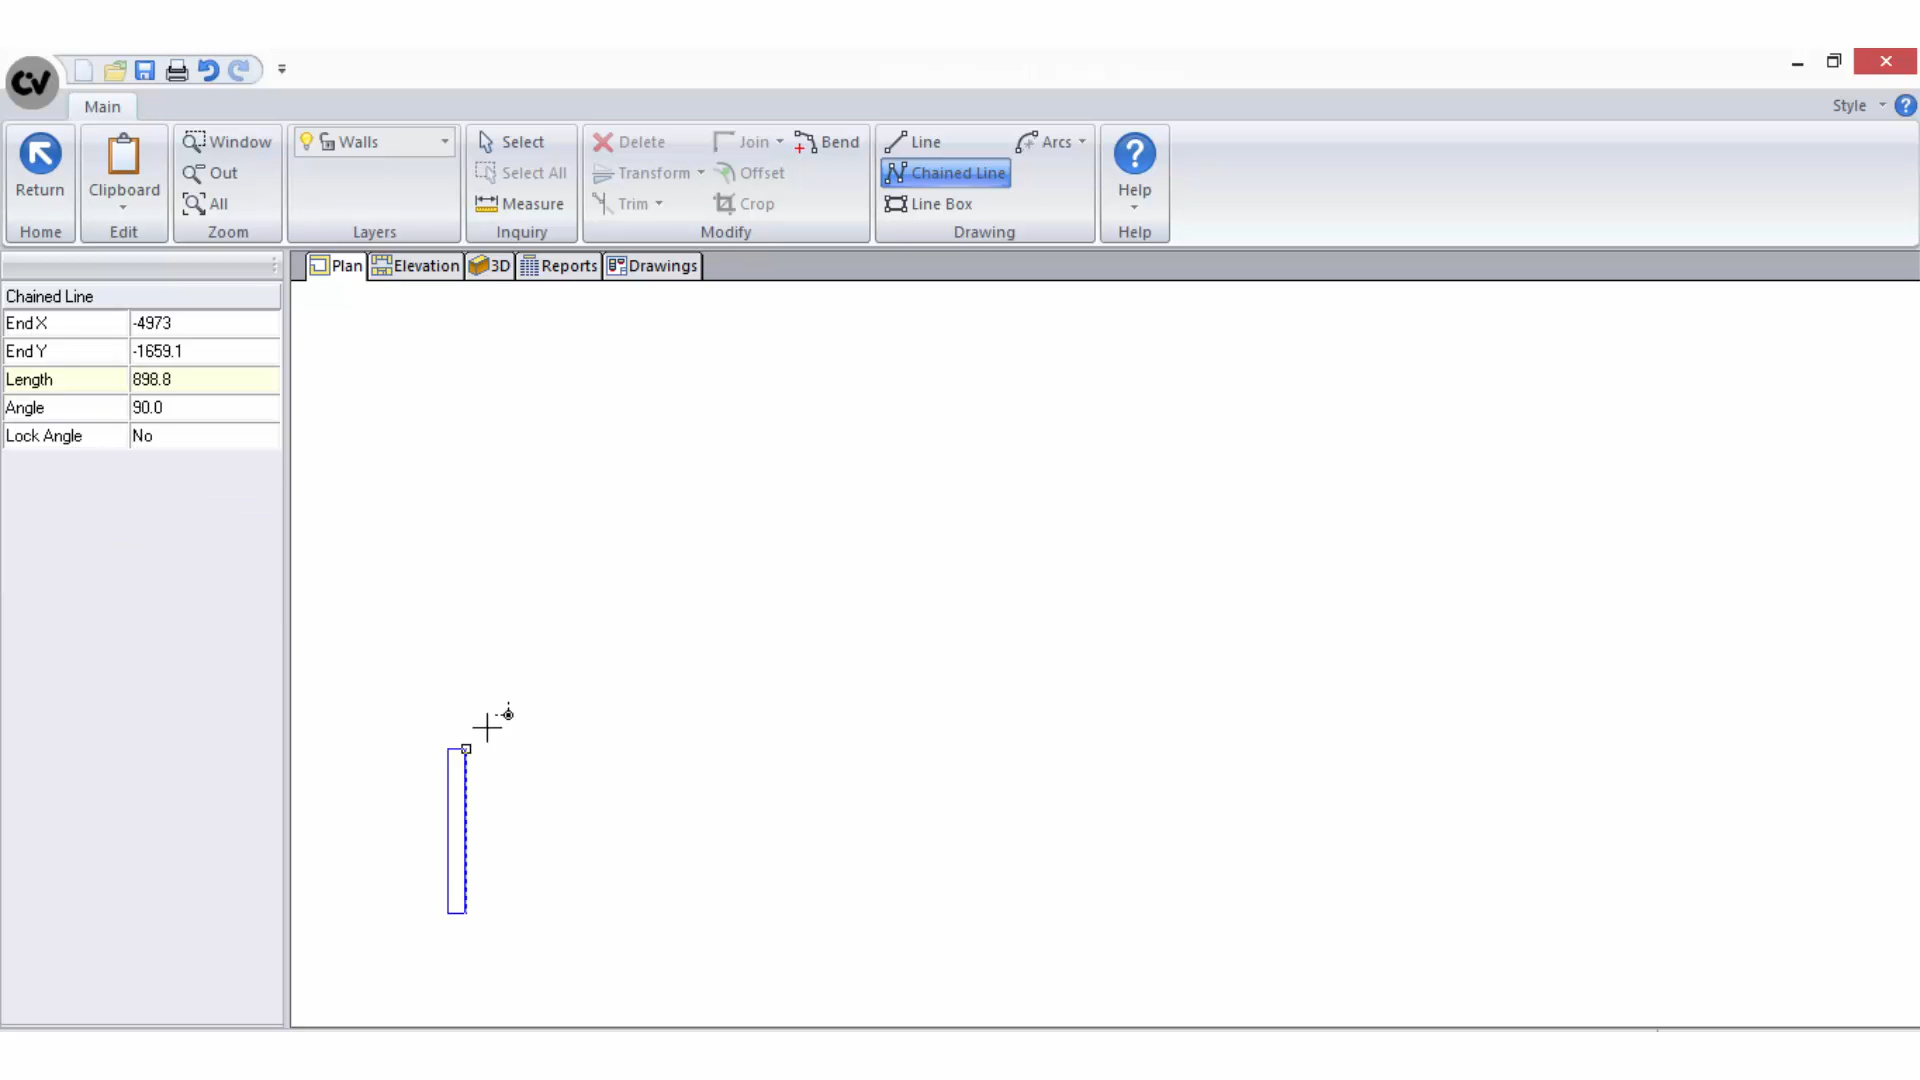 CV
Main
Style
Return
Home
Clipboard
Edit
Window
Out
All
Zoom
Walls
Layers
Select
Select All
Measure
Inquiry
Delete
Join
Bend
Transform
Offset
Trim
Crop
Modify
Line
Arcs
Chained Line
Line Box
Drawing
Help
Help
Plan
Elevation
3D
Reports
Drawings
Chained Line
End X -4973
End Y -1659.1
Length 898.8
Angle 90.0
Lock Angle No